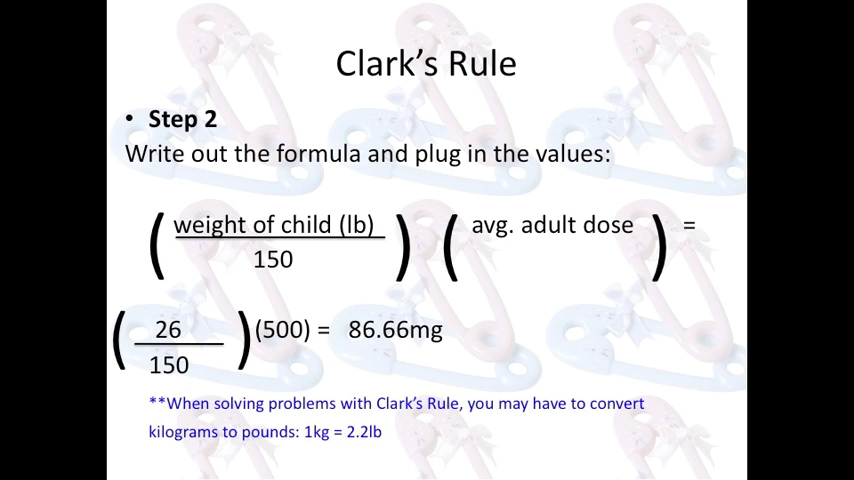 Clark's Rule
• Step 2
Write out the formula and plug in the values:
( weight of child (lb) ) ( avg. adult dose ) =
150
( 26 ) (500) = 86.66mg
150
**When solving problems with Clark's Rule, you may have to convert
kilograms to pounds: 1kg = 2.2lb